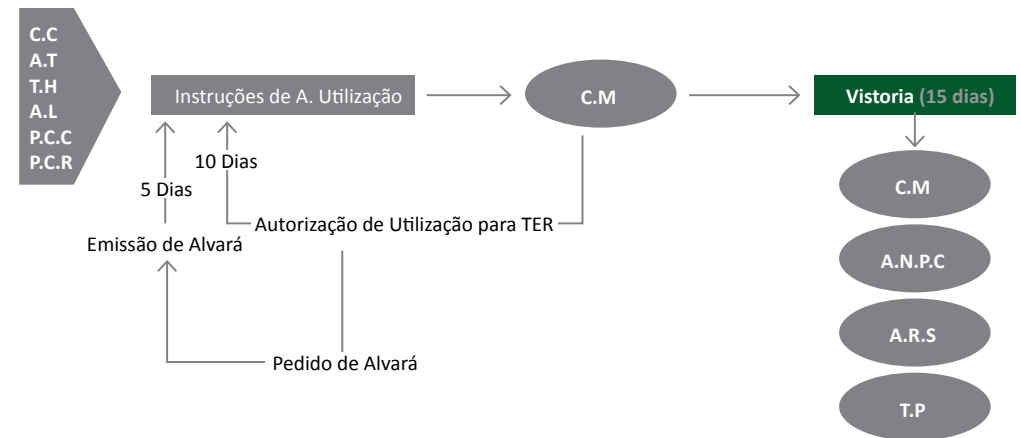 C.C
A.T
T.H
A.L
P.C.C
P.C.R
Instruções de A. Utilização
C.M
Vistoria (15 dias)
10 Dias
5 Dias
Autorização de Utilização para TER
Emissão de Alvará
Pedido de Alvará
C.M
A.N.P.C
A.R.S
T.P